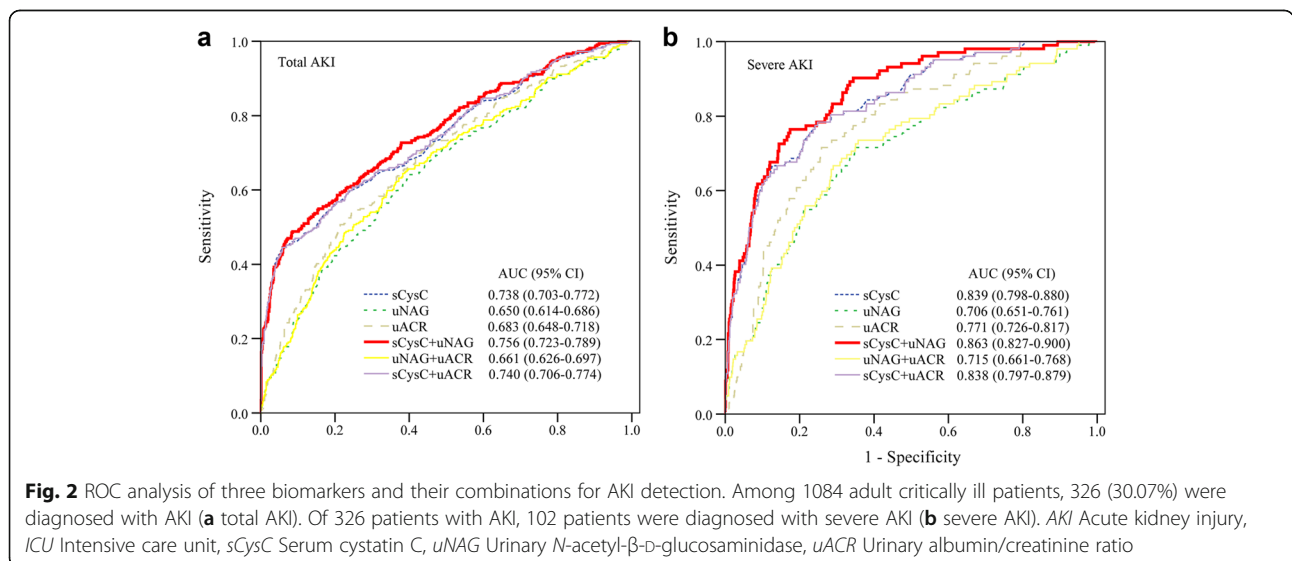 a
Total AKI
Sensitivity
1.0
0.8
0.6
0.4
0.2
0.0
0.0 0.2 0.4 0.6 0.8 1.0
AUC (95% CI)
sCysC 0.738 (0.703-0.772)
uNAG 0.650 (0.614-0.686)
uACR 0.683 (0.648-0.718)
sCysC+uNAG 0.756 (0.723-0.789)
uNAG+uACR 0.661 (0.626-0.697)
sCysC+uACR 0.740 (0.706-0.774)
b
Severe AKI
Sensitivity
1.0
0.8
0.6
0.4
0.2
0.0
0.0 0.2 0.4 0.6 0.8 1.0
1 - Specificity
AUC (95% CI)
sCysC 0.839 (0.798-0.880)
uNAG 0.706 (0.651-0.761)
uACR 0.771 (0.726-0.817)
sCysC+uNAG 0.863 (0.827-0.900)
uNAG+uACR 0.715 (0.661-0.768)
sCysC+uACR 0.838 (0.797-0.879)
Fig. 2 ROC analysis of three biomarkers and their combinations for AKI detection. Among 1084 adult critically ill patients, 326 (30.07%) were
diagnosed with AKI (a total AKI). Of 326 patients with AKI, 102 patients were diagnosed with severe AKI (b severe AKI). AKI Acute kidney injury,
ICU Intensive care unit, sCysC Serum cystatin C, uNAG Urinary N-acetyl-β-D-glucosaminidase, uACR Urinary albumin/creatinine ratio